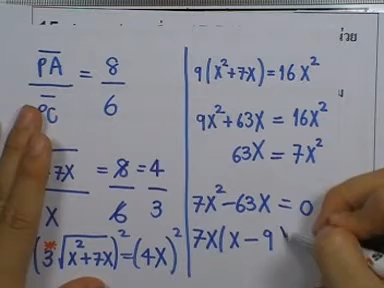 PA/PC = 8/6
7X/X = 8/6 = 4/3
(3√(X²+7X))² = (4X)²
9(X²+7X)=16X²
9X²+63X = 16X²
63X = 7X²
7X²-63X = 0
7X(X-9